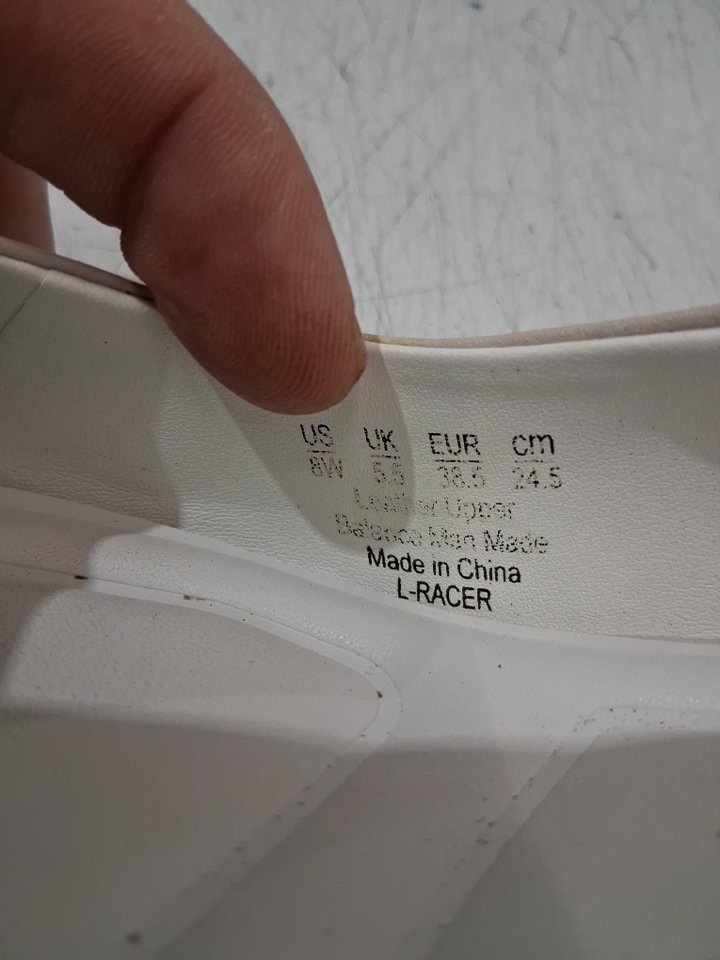 US UK EUR cm
8W 5.5 38.5 24.5
Leather Upper
Balance Man Made
Made in China
L-RACER